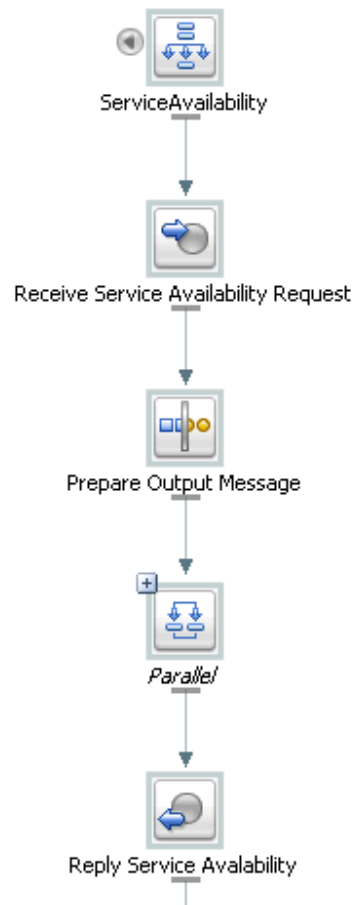 ServiceAvailability
Receive Service Availability Request
Prepare Output Message
Parallel
Reply Service Avalability